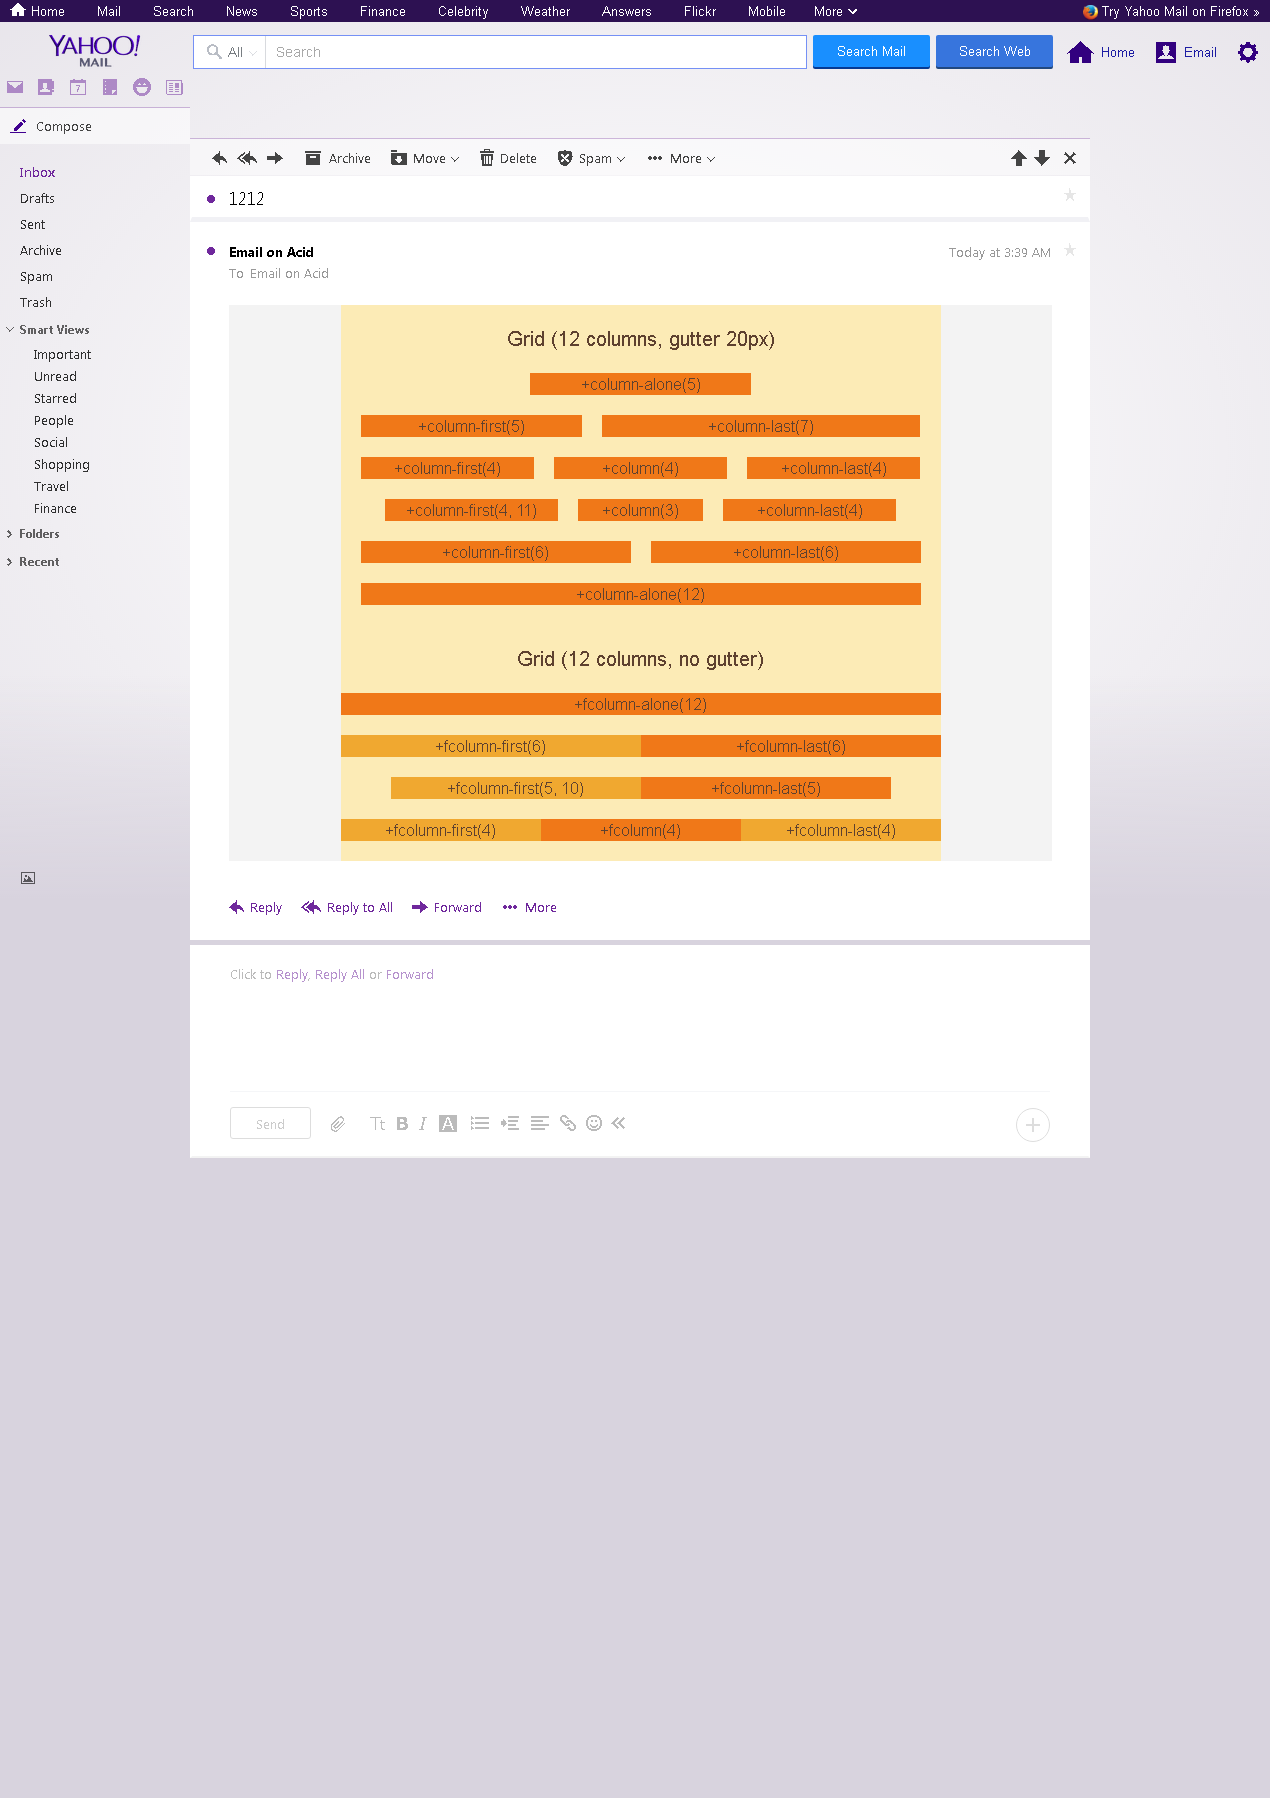 Home Mail Search News Sports Finance Celebrity Weather Answers Flickr Mobile More Try Yahoo Mail on Firefox »
YAHOO!
MAIL
All Search Search Mail Search Web Home Email
7
Compose
Inbox
Drafts
Sent
Archive
Spam
Trash
Smart Views
Important
Unread
Starred
People
Social
Shopping
Travel
Finance
Folders
Recent
Archive Move Delete Spam More
1212
Email on Acid Today at 3:39 AM
To Email on Acid
Grid (12 columns, gutter 20px)
+column-alone(5)
+column-first(5) +column-last(7)
+column-first(4) +column(4) +column-last(4)
+column-first(4, 11) +column(3) +column-last(4)
+column-first(6) +column-last(6)
+column-alone(12)
Grid (12 columns, no gutter)
+fcolumn-alone(12)
+fcolumn-first(6) +fcolumn-last(6)
+fcolumn-first(5, 10) +fcolumn-last(5)
+fcolumn-first(4) +fcolumn(4) +fcolumn-last(4)
Reply Reply to All Forward More
Click to Reply, Reply All or Forward
Send Tt B I A